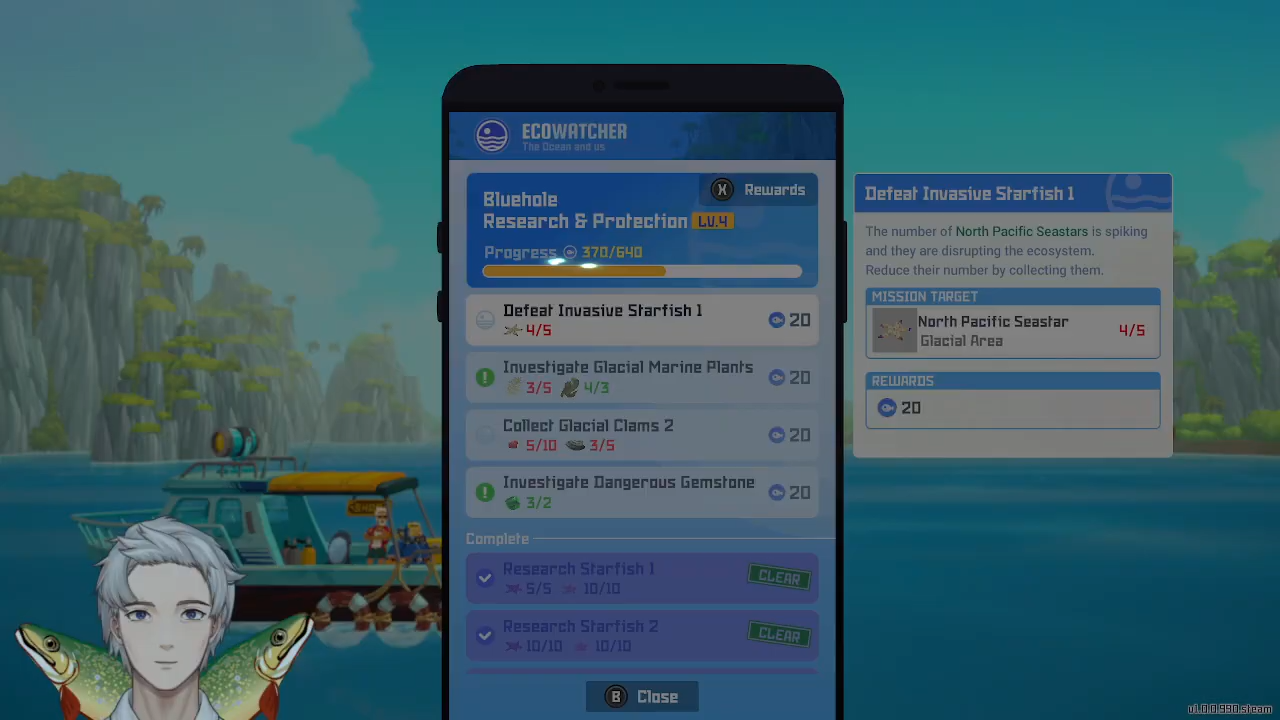 ECOWATCHER
The Ocean and us
Bluehole
Research & Protection Lv.4
X Rewards
Progress 370/640
Defeat Invasive Starfish 1
4/5
20
Investigate Glacial Marine Plants
3/5 4/3
20
Collect Glacial Clams 2
5/10 3/5
20
Investigate Dangerous Gemstone
3/2
20
Complete
Research Starfish 1
5/5 10/10
CLEAR
Research Starfish 2
10/10 10/10
CLEAR
B Close
Defeat Invasive Starfish 1
The number of North Pacific Seastars is spiking
and they are disrupting the ecosystem.
Reduce their number by collecting them.
MISSION TARGET
North Pacific Seastar
Glacial Area
4/5
REWARDS
20
v1.0.0.930.steam